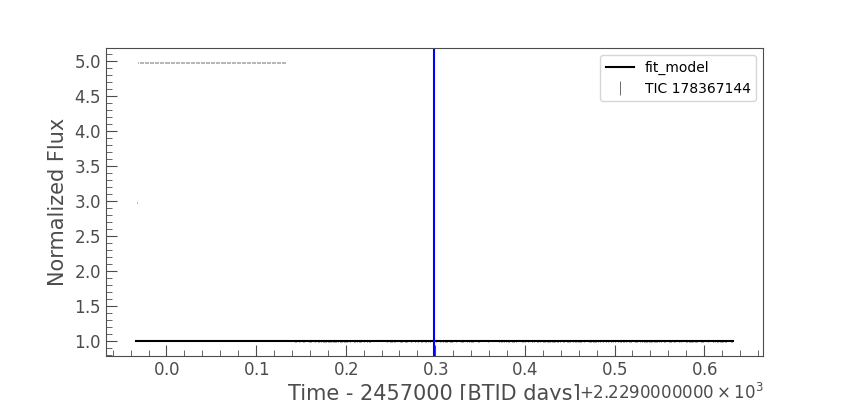 5.0
4.5
4.0
3.5
3.0
2.5
2.0
1.5
1.0
Normalized Flux
fit_model
TIC 178367144
0.0 0.1 0.2 0.3 0.4 0.5 0.6
Time - 2457000 [BTJD days]
+2.2290000000 × 10³